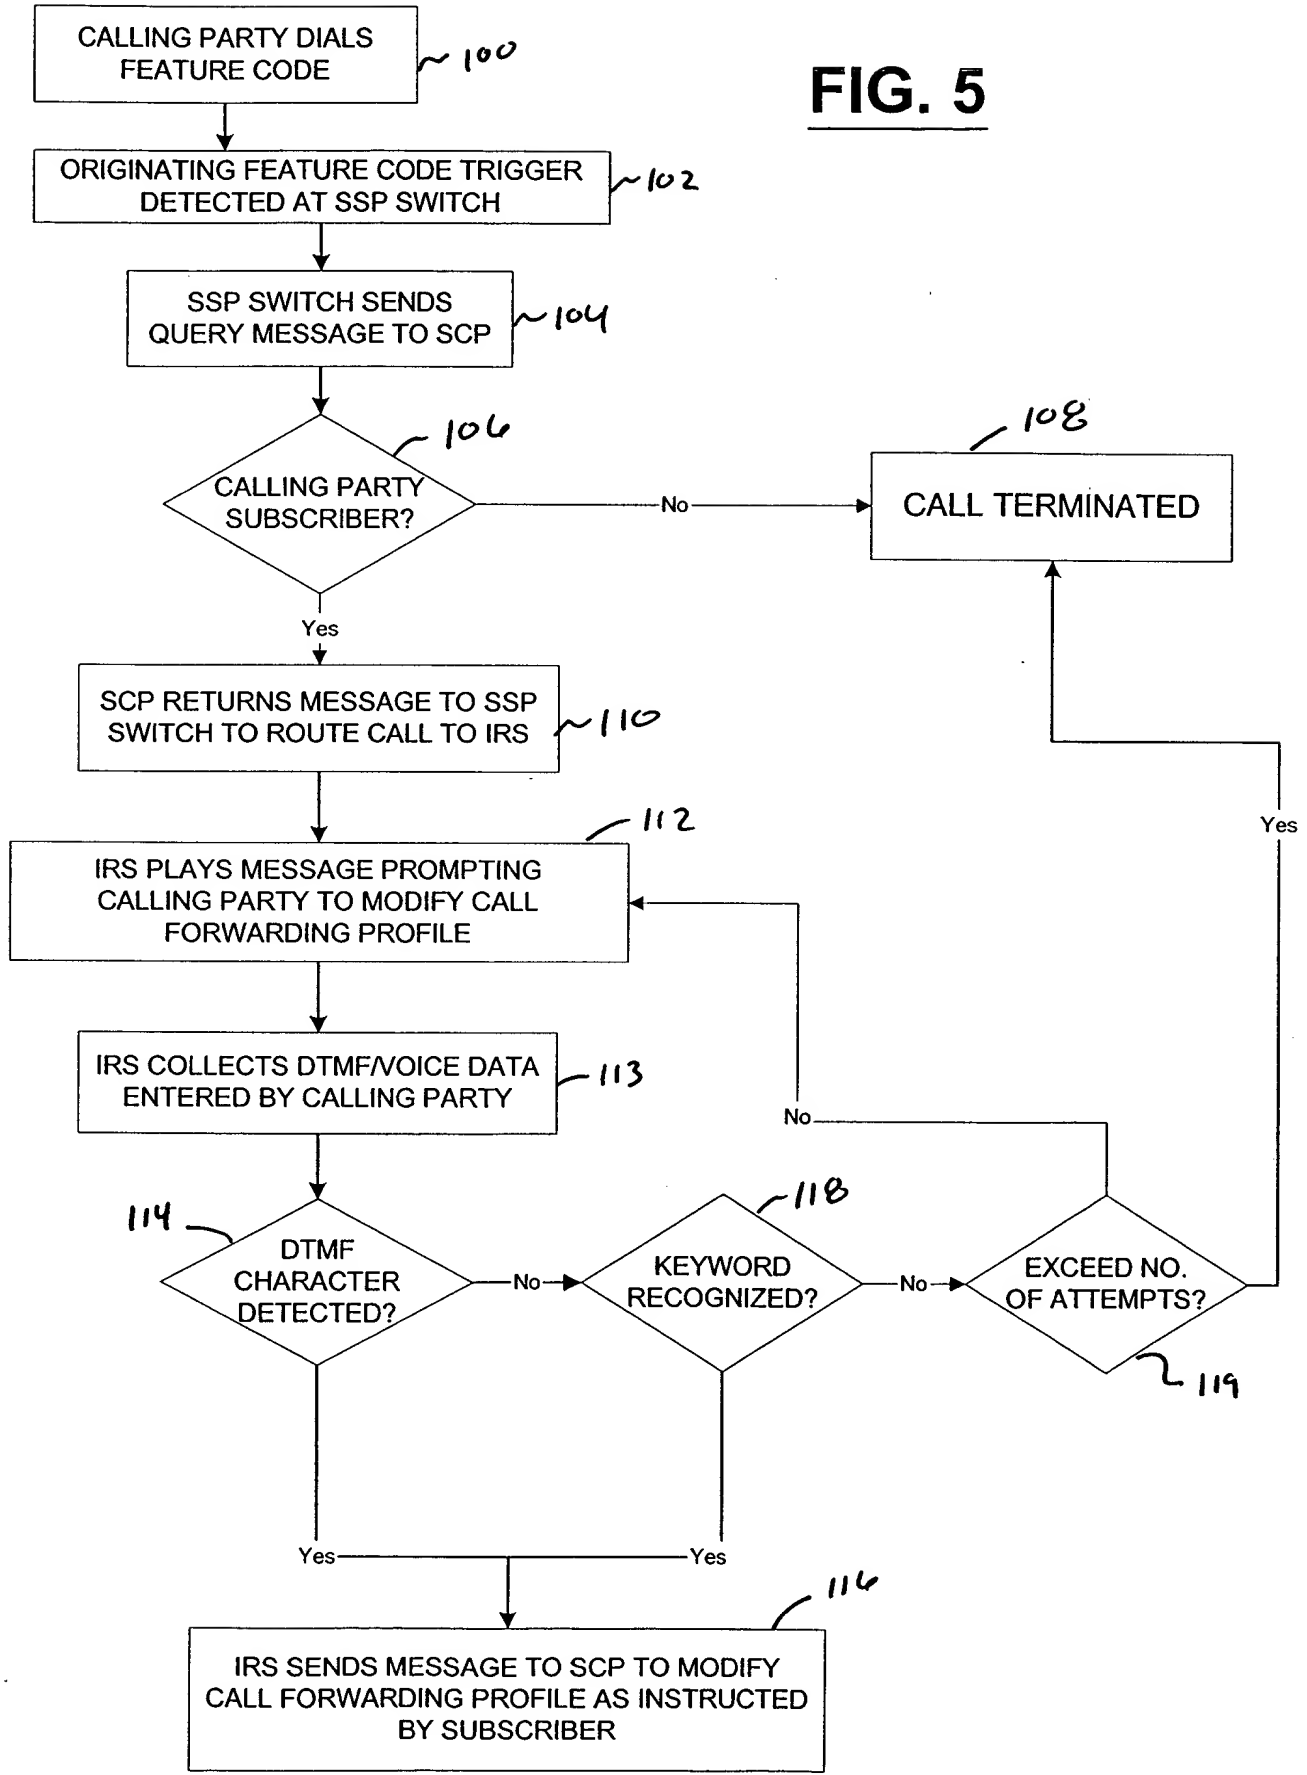 CALLING PARTY DIALS
FEATURE CODE
100
FIG. 5
ORIGINATING FEATURE CODE TRIGGER
DETECTED AT SSP SWITCH
102
SSP SWITCH SENDS
QUERY MESSAGE TO SCP
104
106
CALLING PARTY
SUBSCRIBER?
No
108
CALL TERMINATED
Yes
SCP RETURNS MESSAGE TO SSP
SWITCH TO ROUTE CALL TO IRS
110
112
IRS PLAYS MESSAGE PROMPTING
CALLING PARTY TO MODIFY CALL
FORWARDING PROFILE
Yes
IRS COLLECTS DTMF/VOICE DATA
ENTERED BY CALLING PARTY
113
No
114
DTMF
CHARACTER
DETECTED?
No
118
KEYWORD
RECOGNIZED?
No
EXCEED NO.
OF ATTEMPTS?
119
Yes
Yes
116
IRS SENDS MESSAGE TO SCP TO MODIFY
CALL FORWARDING PROFILE AS INSTRUCTED
BY SUBSCRIBER